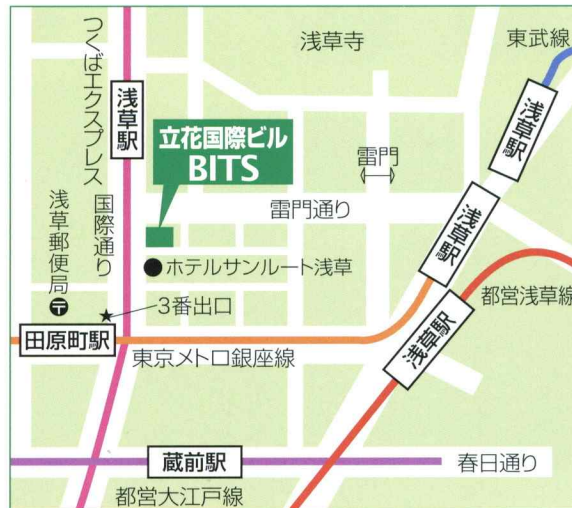 浅草寺
東武線
つくばエクスプレス
浅草駅
浅草駅
立花国際ビル
BITS
雷門
雷門通り
浅草駅
国際通り
浅草郵便局
〒
●ホテルサンルート浅草
★
3番出口
都営浅草線
浅草駅
田原町駅
東京メトロ銀座線
蔵前駅
春日通り
都営大江戸線